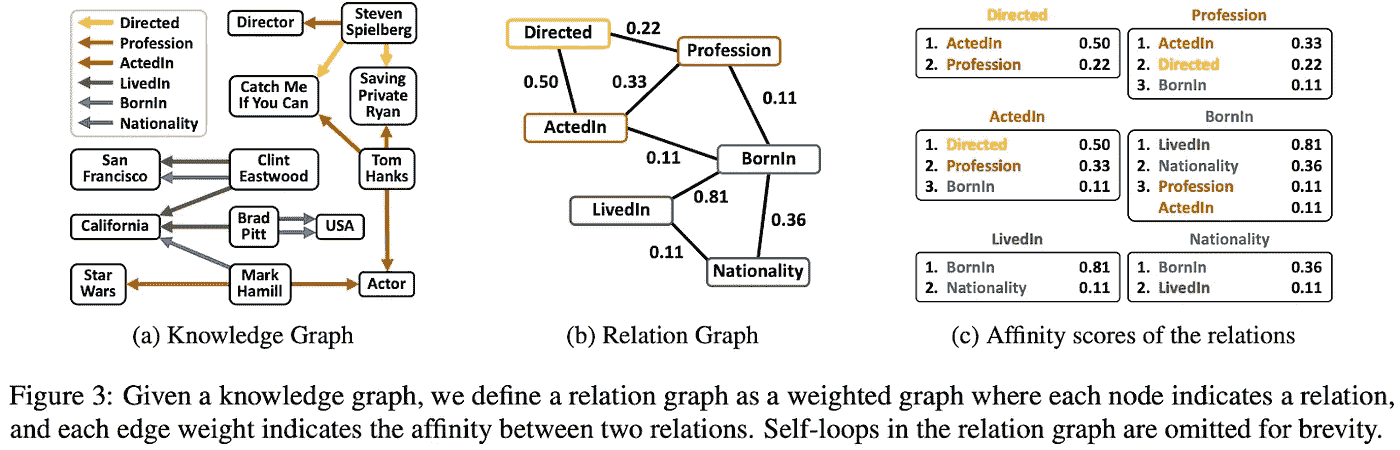 Directed
Profession
ActedIn
LivedIn
BornIn
Nationality
Director
Steven
Spielberg
Catch Me
If You Can
Saving
Private
Ryan
San
Francisco
Clint
Eastwood
Tom
Hanks
California
Brad
Pitt
USA
Star
Wars
Mark
Hamill
Actor
(a) Knowledge Graph
Directed
0.22
Profession
0.50
0.33
0.11
ActedIn
0.11
BornIn
LivedIn
0.81
0.36
0.11
Nationality
(b) Relation Graph
Directed
1. ActedIn 0.50
2. Profession 0.22
Profession
1. ActedIn 0.33
2. Directed 0.22
3. BornIn 0.11
ActedIn
1. Directed 0.50
2. Profession 0.33
3. BornIn 0.11
BornIn
1. LivedIn 0.81
2. Nationality 0.36
3. Profession 0.11
ActedIn 0.11
LivedIn
1. BornIn 0.81
2. Nationality 0.11
Nationality
1. BornIn 0.36
2. LivedIn 0.11
(c) Affinity scores of the relations
Figure 3: Given a knowledge graph, we define a relation graph as a weighted graph where each node indicates a relation,
and each edge weight indicates the affinity between two relations. Self-loops in the relation graph are omitted for brevity.